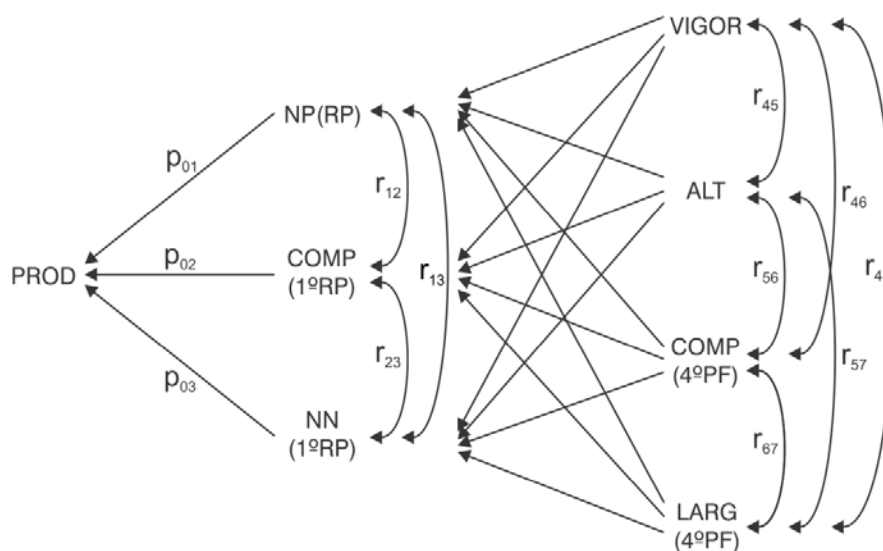 VIGOR
r45
NP(RP)
p01
r12
ALT
r46
PROD
p02
COMP
(1ºRP)
r13
r56
r4
r23
COMP
(4ºPF)
r57
p03
NN
(1ºRP)
r67
LARG
(4ºPF)